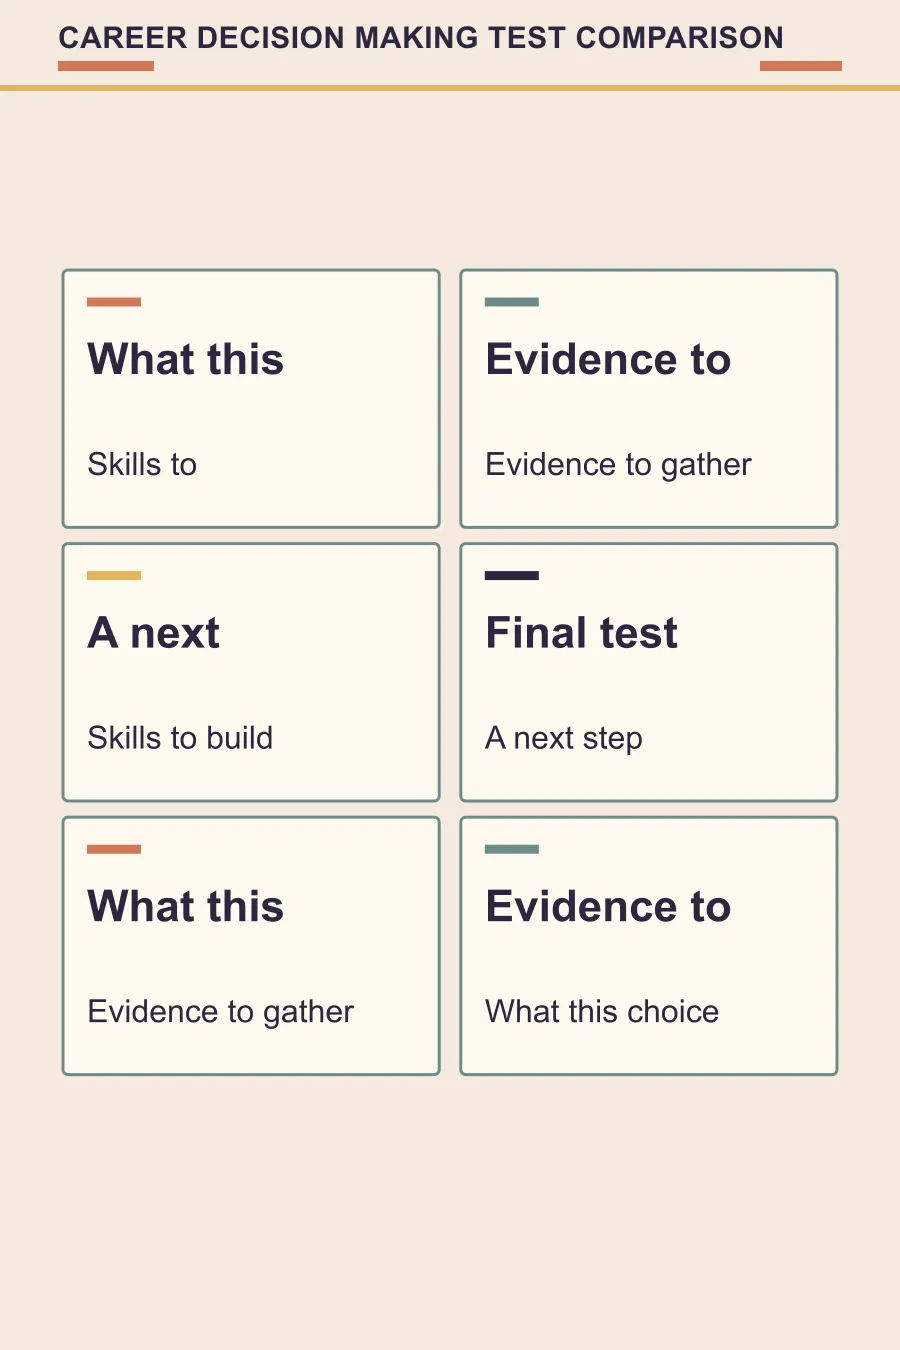 CAREER DECISION MAKING TEST COMPARISON
What this
Skills to
Evidence to
Evidence to gather
A next
Skills to build
Final test
A next step
What this
Evidence to gather
Evidence to
What this choice